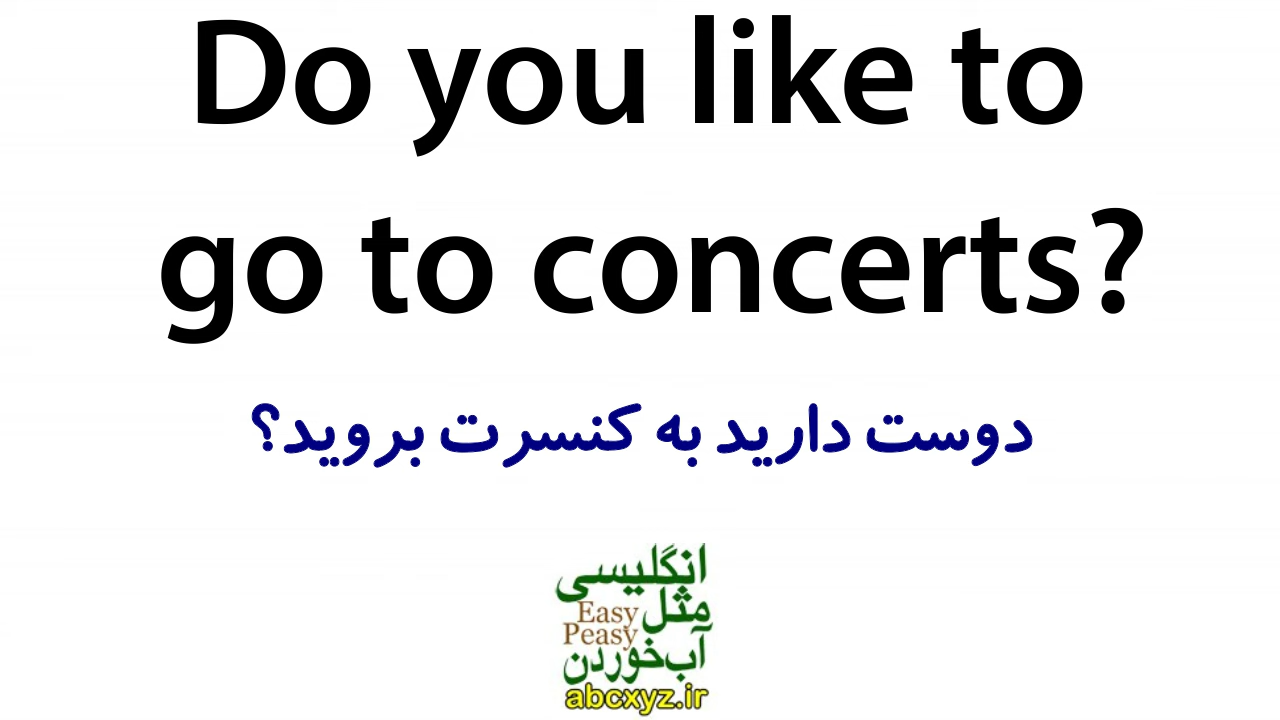 Do you like to
go to concerts?
دوست دارید به کنسرت بروید؟
انگلیسی
مثل
Easy
Peasy
آب‌خوردن
abcxyz.ir